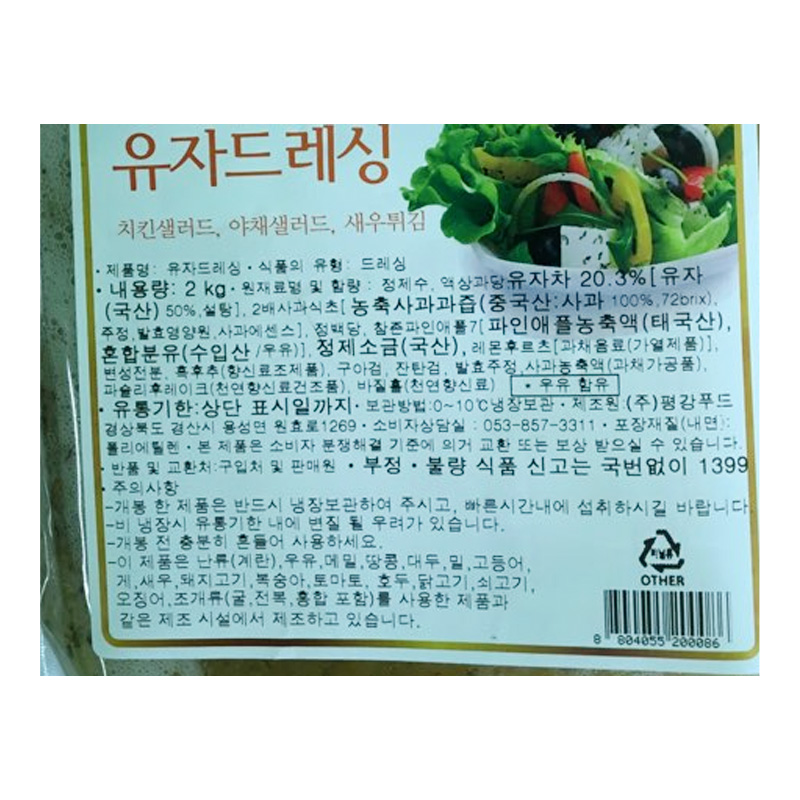 유자드레싱
치킨샐러드, 야채샐러드, 새우튀김
· 제품명: 유자드레싱 · 식품의 유형: 드레싱
· 내용량: 2 kg · 원재료명 및 함량 : 정제수, 액상과당유자차 20.3%[유자
(국산) 50%,설탕], 2배사과식초[농축사과과즙(중국산:사과 100%,72brix),
주정,발효영양원,사과에센스], 정백당, 참존파인애플7[파인애플농축액(태국산),
혼합분유(수입산/우유)], 정제소금(국산), 레몬후르츠[과채음료(가열제품)],
변성전분, 흑후추(향신료조제품), 구아검, 잔탄검, 발효주정,사과농축액(과채가공품),
파슬리후레이크(천연향신료건조품), 바질홀(천연향신료) * 우유 함유
· 유통기한:상단 표시일까지 · 보관방법:0~10℃냉장보관 · 제조원:(주)평강푸드
경상북도 경산시 용성면 원효로1269 · 소비자상담실 : 053-857-3311 · 포장재질(내면):
폴리에틸렌 · 본 제품은 소비자 분쟁해결 기준에 의거 교환 또는 보상 받으실 수 있습니다.
· 반품 및 교환처:구입처 및 판매원 · 부정 · 불량 식품 신고는 국번없이 1399
· 주의사항
-개봉 한 제품은 반드시 냉장보관하여 주시고, 빠른시간내에 섭취하시길 바랍니다.
-비 냉장시 유통기한 내에 변질 될 우려가 있습니다.
-개봉 전 충분히 흔들어 사용하세요.
-이 제품은 난류(계란),우유,메밀,땅콩,대두,밀,고등어,
게,새우,돼지고기,복숭아,토마토, 호두,닭고기,쇠고기,
오징어,조개류(굴,전복,홍합 포함)를 사용한 제품과
같은 제조 시설에서 제조하고 있습니다.
OTHER
8 804055 200086